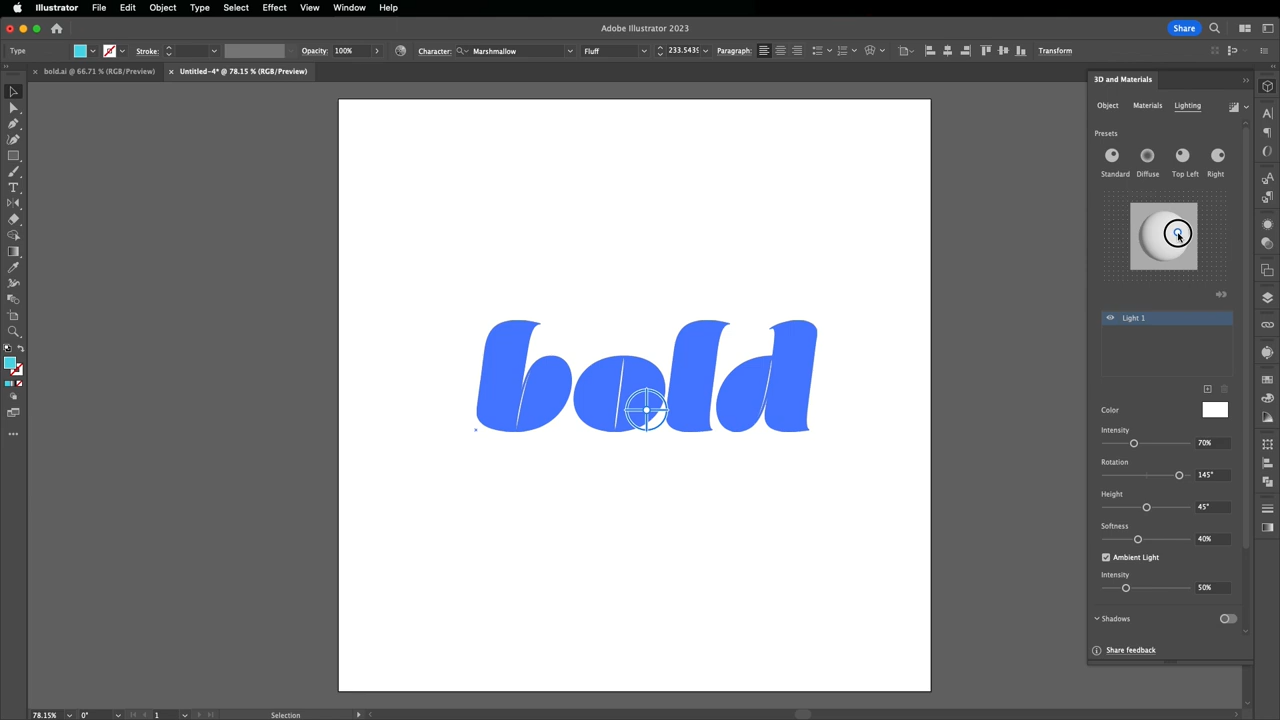 Illustrator File Edit Object Type Select Effect View Window Help
Adobe Illustrator 2023
Share
Type Stroke: Opacity: 100% Character: Marshmallow Fluff 233.5439 Paragraph: Transform
× bold.ai @ 66.71 % (RGB/Preview) × Untitled-4* @ 78.15 % (RGB/Preview)
3D and Materials
Object Materials Lighting
Presets
Standard Diffuse Top Left Right
Light 1
bold
Color
Intensity
70%
Rotation
145°
Height
45°
Softness
40%
Ambient Light
Intensity
50%
Shadows
Share feedback
78.15% 0° 1 Selection